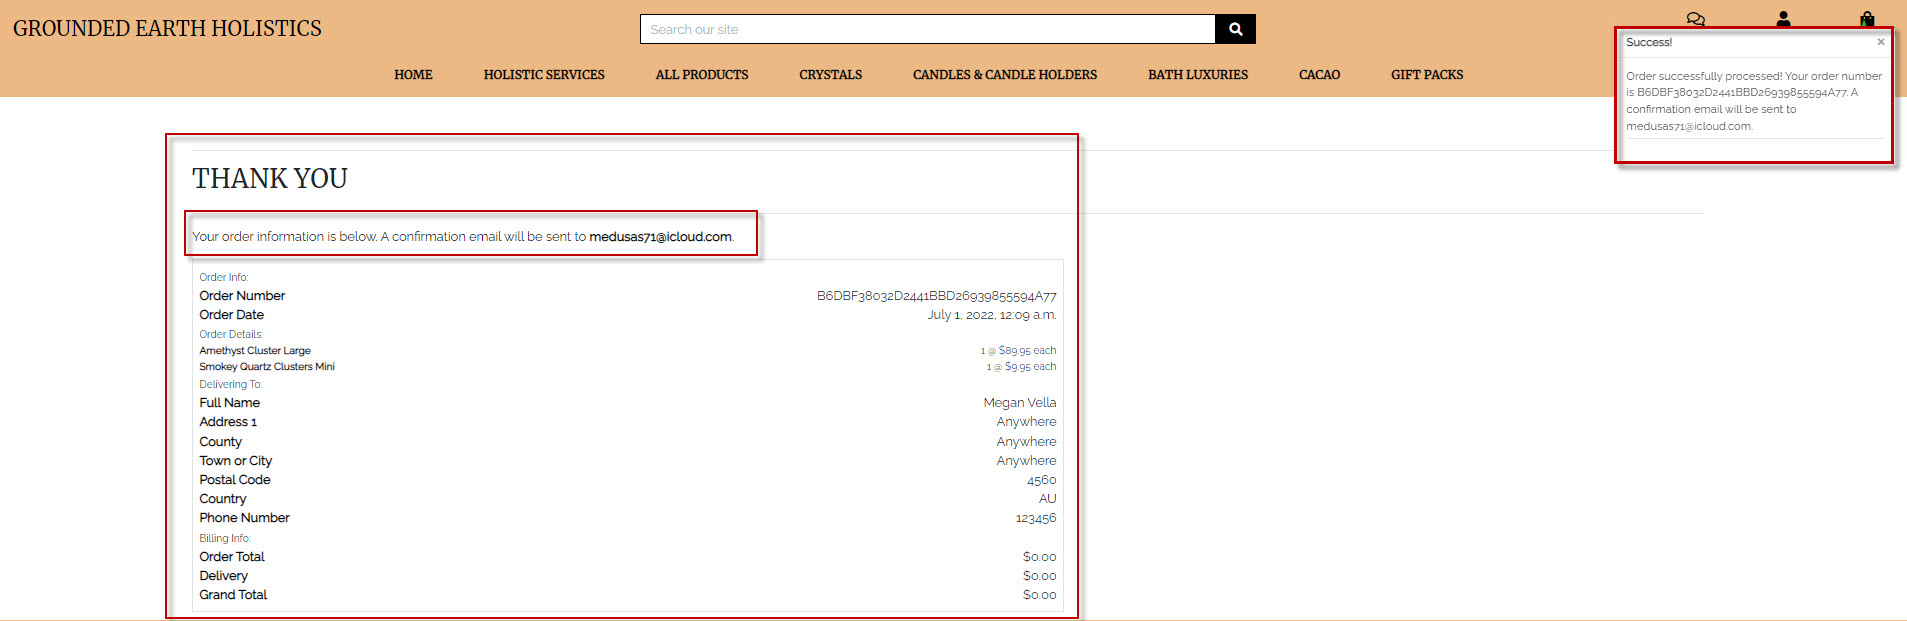 GROUNDED EARTH HOLISTICS
Search our site
HOME HOLISTIC SERVICES ALL PRODUCTS CRYSTALS CANDLES & CANDLE HOLDERS BATH LUXURIES CACAO GIFT PACKS
Success! ×
Order successfully processed! Your order number
is B6DBF38032D2441BBD26939855594A77. A
confirmation email will be sent to
medusas71@icloud.com.
THANK YOU
Your order information is below. A confirmation email will be sent to medusas71@icloud.com.
Order Info:
Order Number B6DBF38032D2441BBD26939855594A77
Order Date July 1, 2022, 12:09 a.m.
Order Details:
Amethyst Cluster Large 1 @ $89.95 each
Smokey Quartz Clusters Mini 1 @ $9.95 each
Delivering To:
Full Name Megan Vella
Address 1 Anywhere
County Anywhere
Town or City Anywhere
Postal Code 4560
Country AU
Phone Number 123456
Billing Info:
Order Total $0.00
Delivery $0.00
Grand Total $0.00